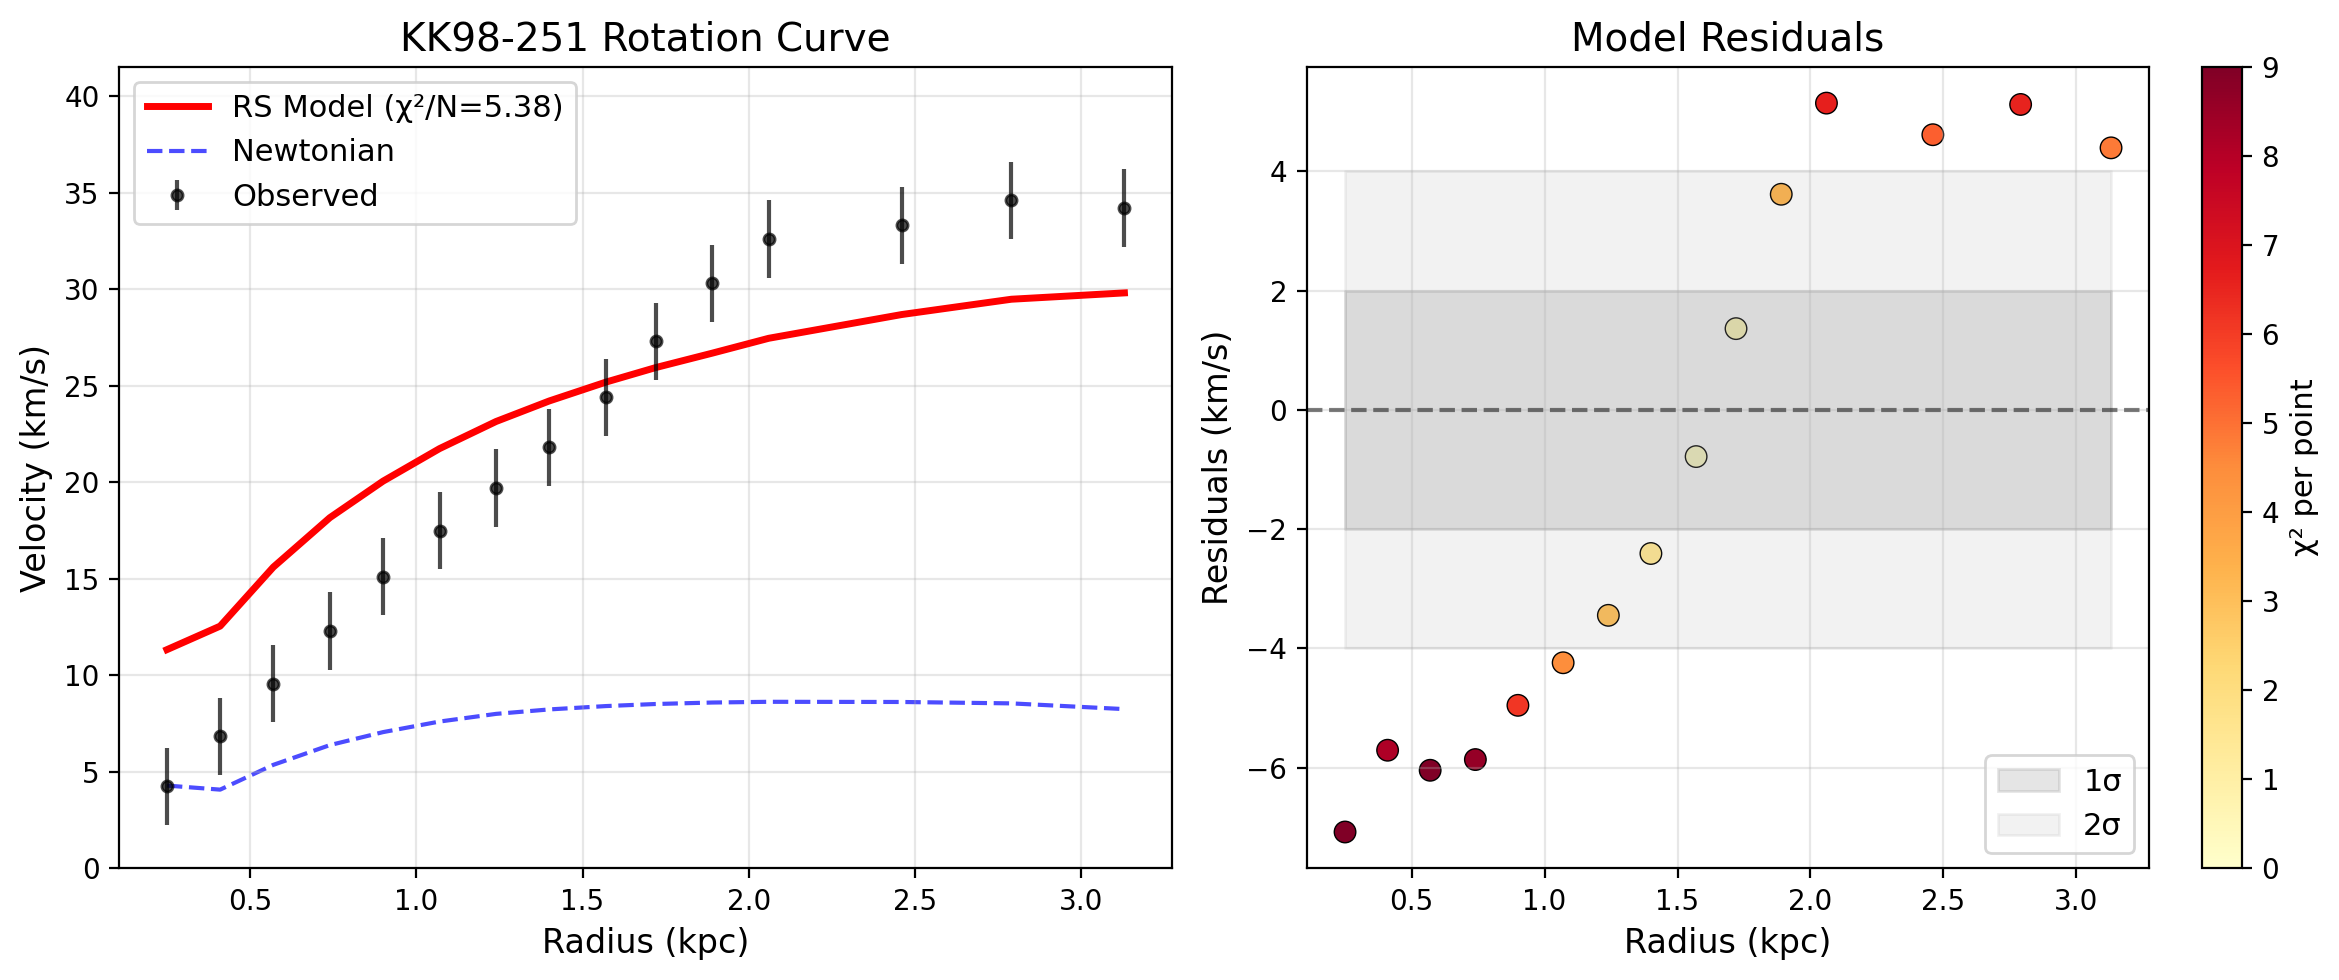 KK98-251 Rotation Curve
RS Model (χ²/N=5.38)
Newtonian
Observed
Velocity (km/s)
40
35
30
25
20
15
10
5
0
0.5 1.0 1.5 2.0 2.5 3.0
Radius (kpc)
Model Residuals
Residuals (km/s)
4
2
0
−2
−4
−6
1σ
2σ
0.5 1.0 1.5 2.0 2.5 3.0
Radius (kpc)
9
8
7
6
5
4
3
2
1
0
χ² per point